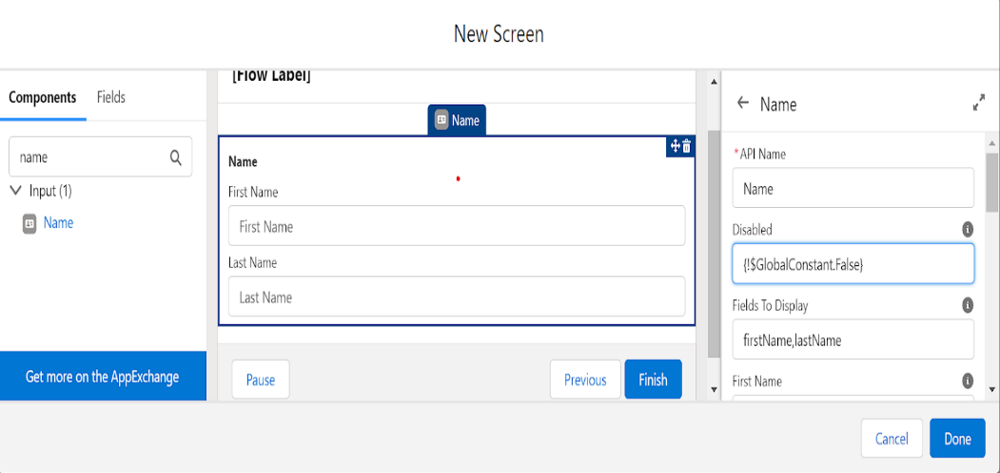 New Screen
Components Fields
name
Input (1)
Name
Get more on the AppExchange
[Flow Label]
Name
Name
First Name
First Name
Last Name
Last Name
Pause Previous Finish
Name
*API Name
Name
Disabled
{!$GlobalConstant.False}
Fields To Display
firstName,lastName
First Name
Cancel Done